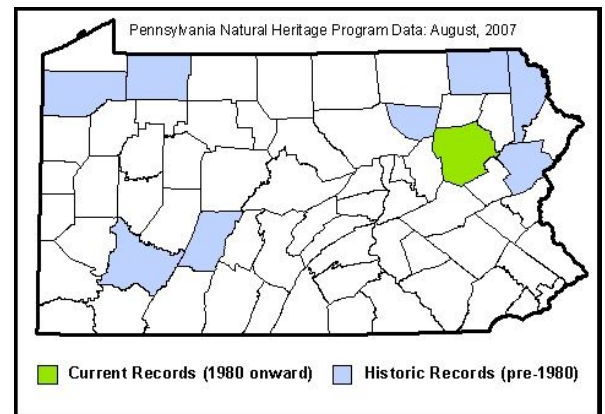 Pennsylvania Natural Heritage Program Data: August, 2007
Current Records (1980 onward) Historic Records (pre-1980)